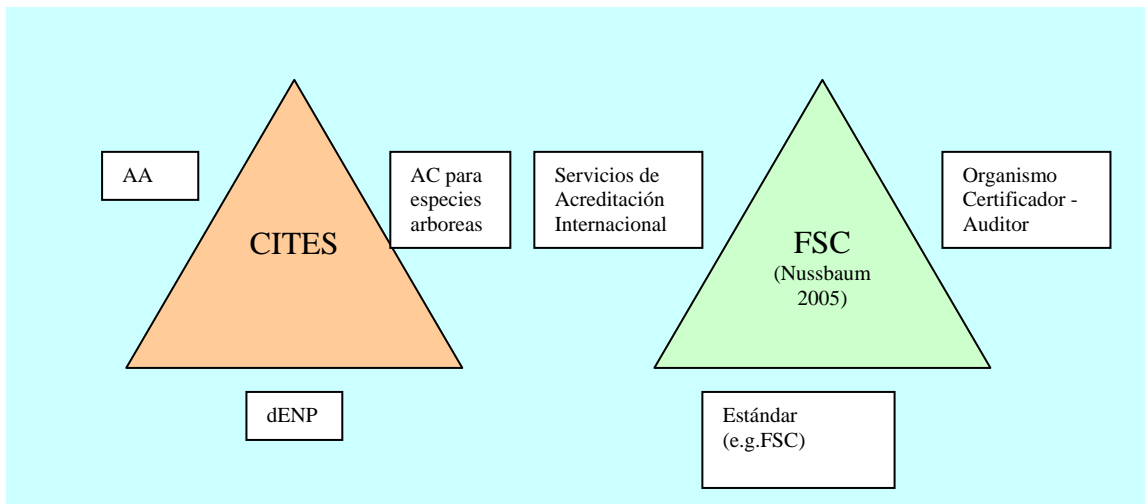 AA
CITES
AC para
especies
arboreas
dENP
Servicios de
Acreditación
Internacional
FSC
(Nussbaum
2005)
Organismo
Certificador -
Auditor
Estándar
(e.g.FSC)